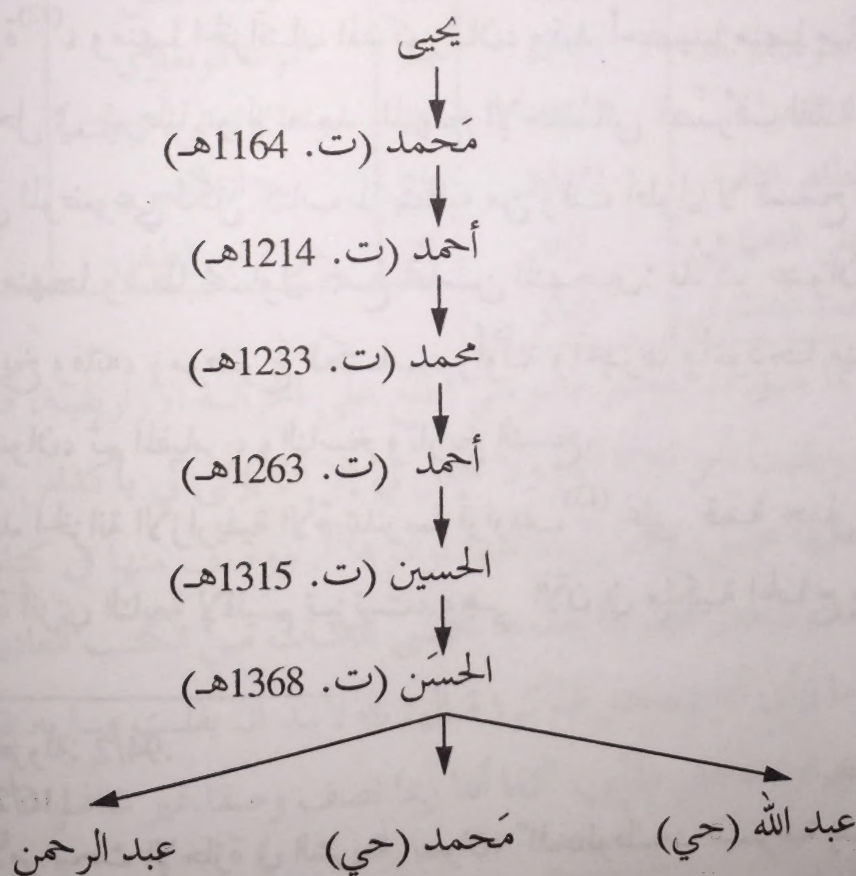 يحيى
مَحمد (ت. 1164هـ)
أحمد (ت. 1214هـ)
محمد (ت. 1233هـ)
أحمد (ت. 1263هـ)
الحسين (ت. 1315هـ)
الحسَن (ت. 1368هـ)
عبد الله (حي) مَحمد (حي) عبد الرحمن